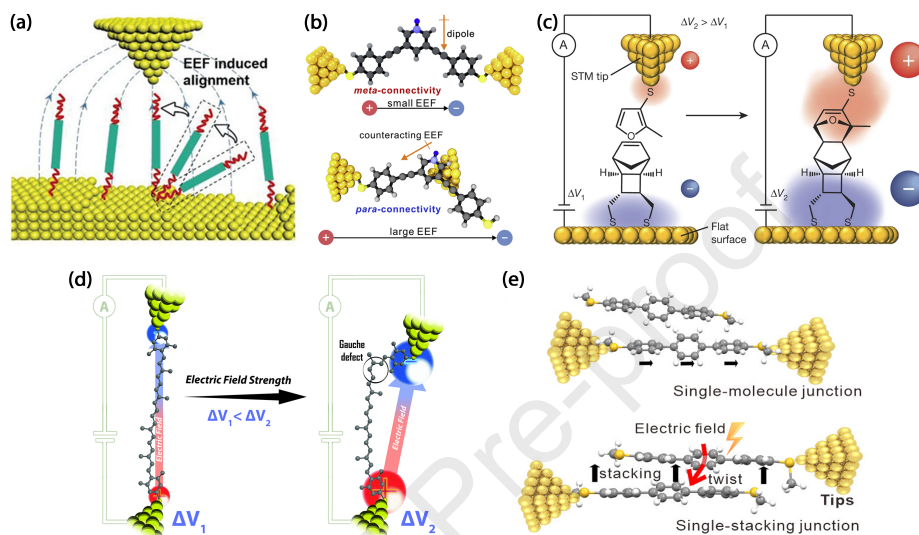 (a)
EEF induced
alignment
(b)
dipole
meta-connectivity
+ small EEF −
counteracting EEF
para-connectivity
+ large EEF −
(c)
ΔV2 > ΔV1
A
STM tip
+
S
O
H H
ΔV1
−
S S
Flat
surface
A
+
S
O
H H
ΔV2
−
S S
(d)
A
Electric Field
ΔV1
Electric Field Strength
ΔV1 < ΔV2
A
Gauche
defect
−
Electric Field
+
ΔV2
(e)
Single-molecule junction
Electric field
stacking
twist
Tips
Single-stacking junction
Pre-proof